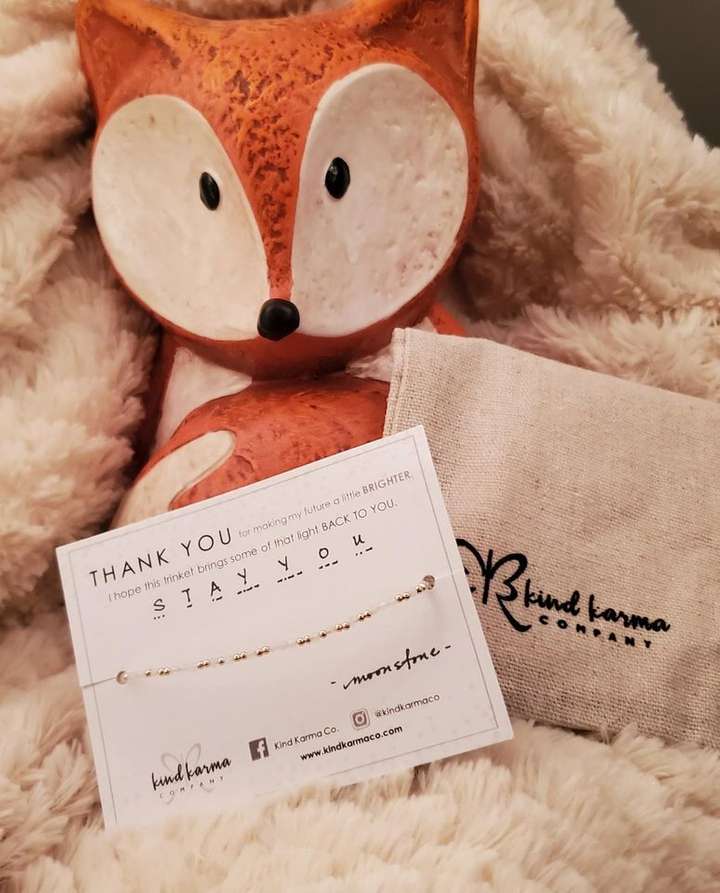 THANK YOU for making my future a little BRIGHTER.
I hope this trinket brings some of that light BACK TO YOU.
S T A Y Y O U
... - .- -.-- -.-- --- ..-
- moonstone -
Kind Karma Co. @kindkarmaco
www.kindkarmaco.com
kind karma
COMPANY
kind karma
COMPANY